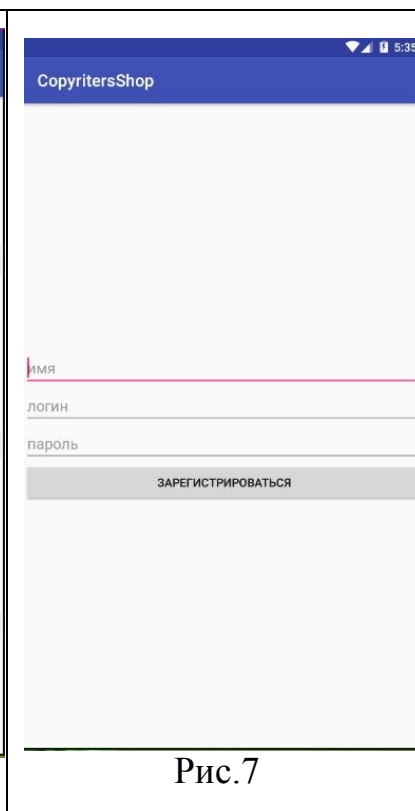 5:35
CopyritersShop
имя
логин
пароль
ЗАРЕГИСТРИРОВАТЬСЯ
Рис.7